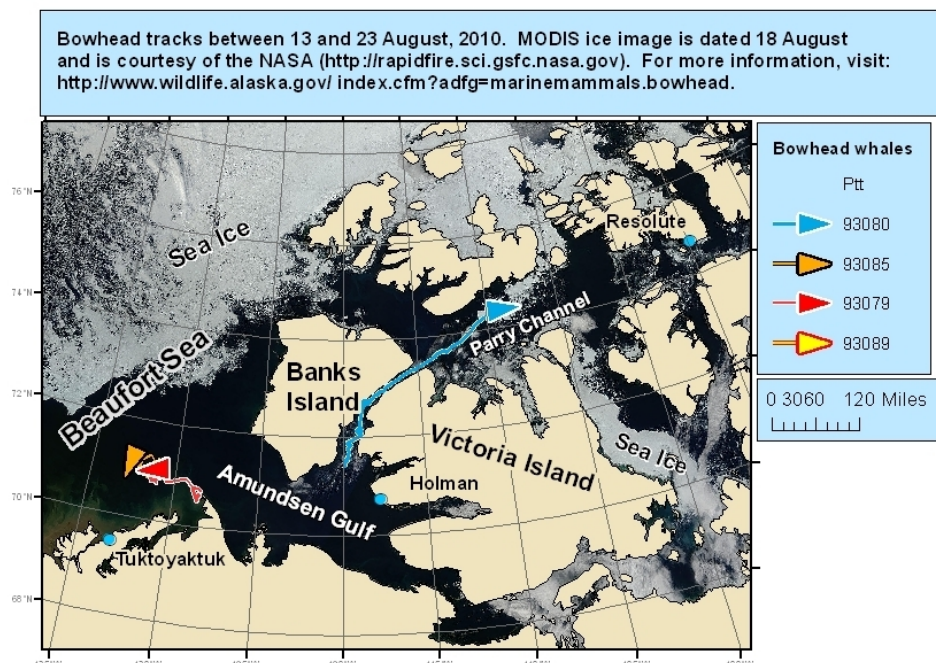 Bowhead tracks between 13 and 23 August, 2010.  MODIS ice image is dated 18 August
and is courtesy of the NASA (http://rapidfire.sci.gsfc.nasa.gov).  For more information, visit:
http://www.wildlife.alaska.gov/ index.cfm?adfg=marinemammals.bowhead.
Bowhead whales
Ptt
93080
93085
93079
93089
0 3060 120 Miles
76°N
74°N
72°N
70°N
68°N
Sea Ice
Resolute
Beaufort Sea
Parry Channel
Banks
Island
Victoria Island
Sea Ice
Amundsen Gulf
Holman
Tuktoyaktuk